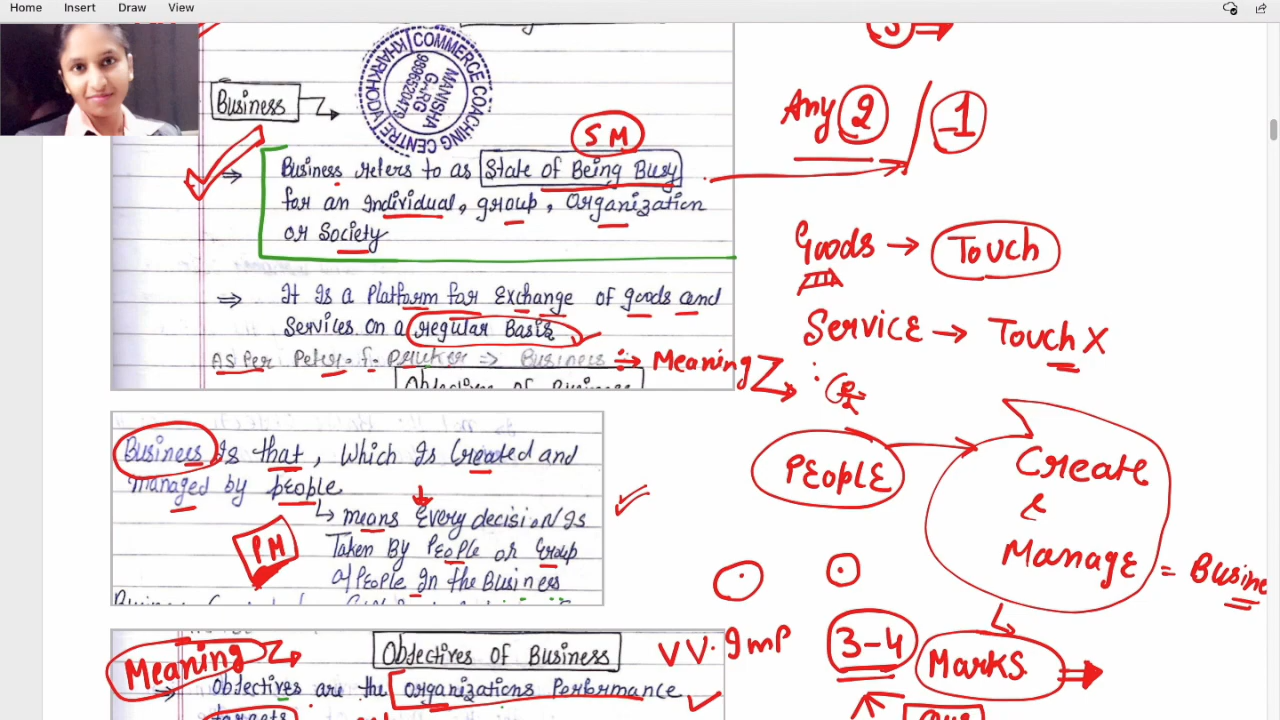 Home Insert Draw View
Business
COMMERCE COACHING CENTRE KHARKHODA
MANISHA
GARG
9996520479
SM
Business refers to as State of Being Busy
for an Individual, group, Organization
or Society
It Is a Platform for Exchange of goods and
Services on a regular Basis
As Per Peter. f. Drucker ⇒ Business
Objectives of Business
Business Is that, which Is Created and
managed by people
means Every decision Is
Taken By People or Group
of People In the Business
PM
Meaning
Objectives of Business
⇒ Objectives are the Organizations Performance
targets
Any 2 / 1
Goods → Touch
Service → Touch X
Meaning
PEOPLE
Create
&
Manage = Busine
VV. Imp 3-4 Marks